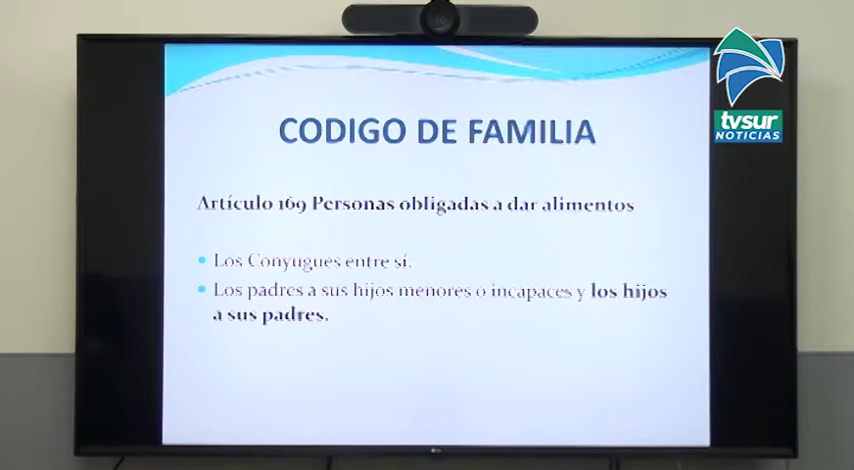 tvsur
NOTICIAS
CODIGO DE FAMILIA
Artículo 169 Personas obligadas a dar alimentos
• Los Conyugues entre sí.
• Los padres a sus hijos menores o incapaces y los hijos
a sus padres.
LG